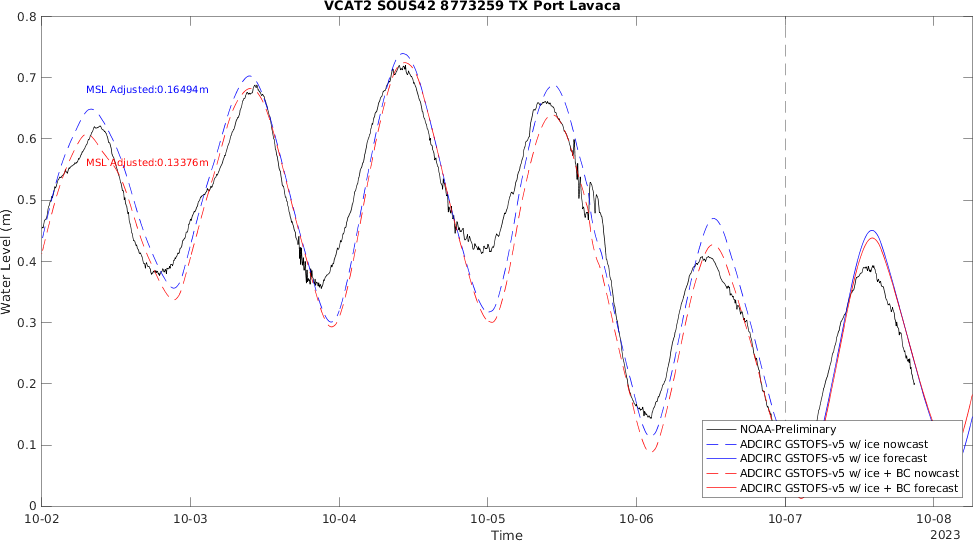 VCAT2 SOUS42 8773259 TX Port Lavaca
0.8
0.7
0.6
0.5
0.4
0.3
0.2
0.1
0
Water Level (m)
MSL Adjusted:0.16494m
MSL Adjusted:0.13376m
NOAA-Preliminary
ADCIRC GSTOFS-v5 w/ ice nowcast
ADCIRC GSTOFS-v5 w/ ice forecast
ADCIRC GSTOFS-v5 w/ ice + BC nowcast
ADCIRC GSTOFS-v5 w/ ice + BC forecast
10-02 10-03 10-04 10-05 10-06 10-07 10-08
Time
2023